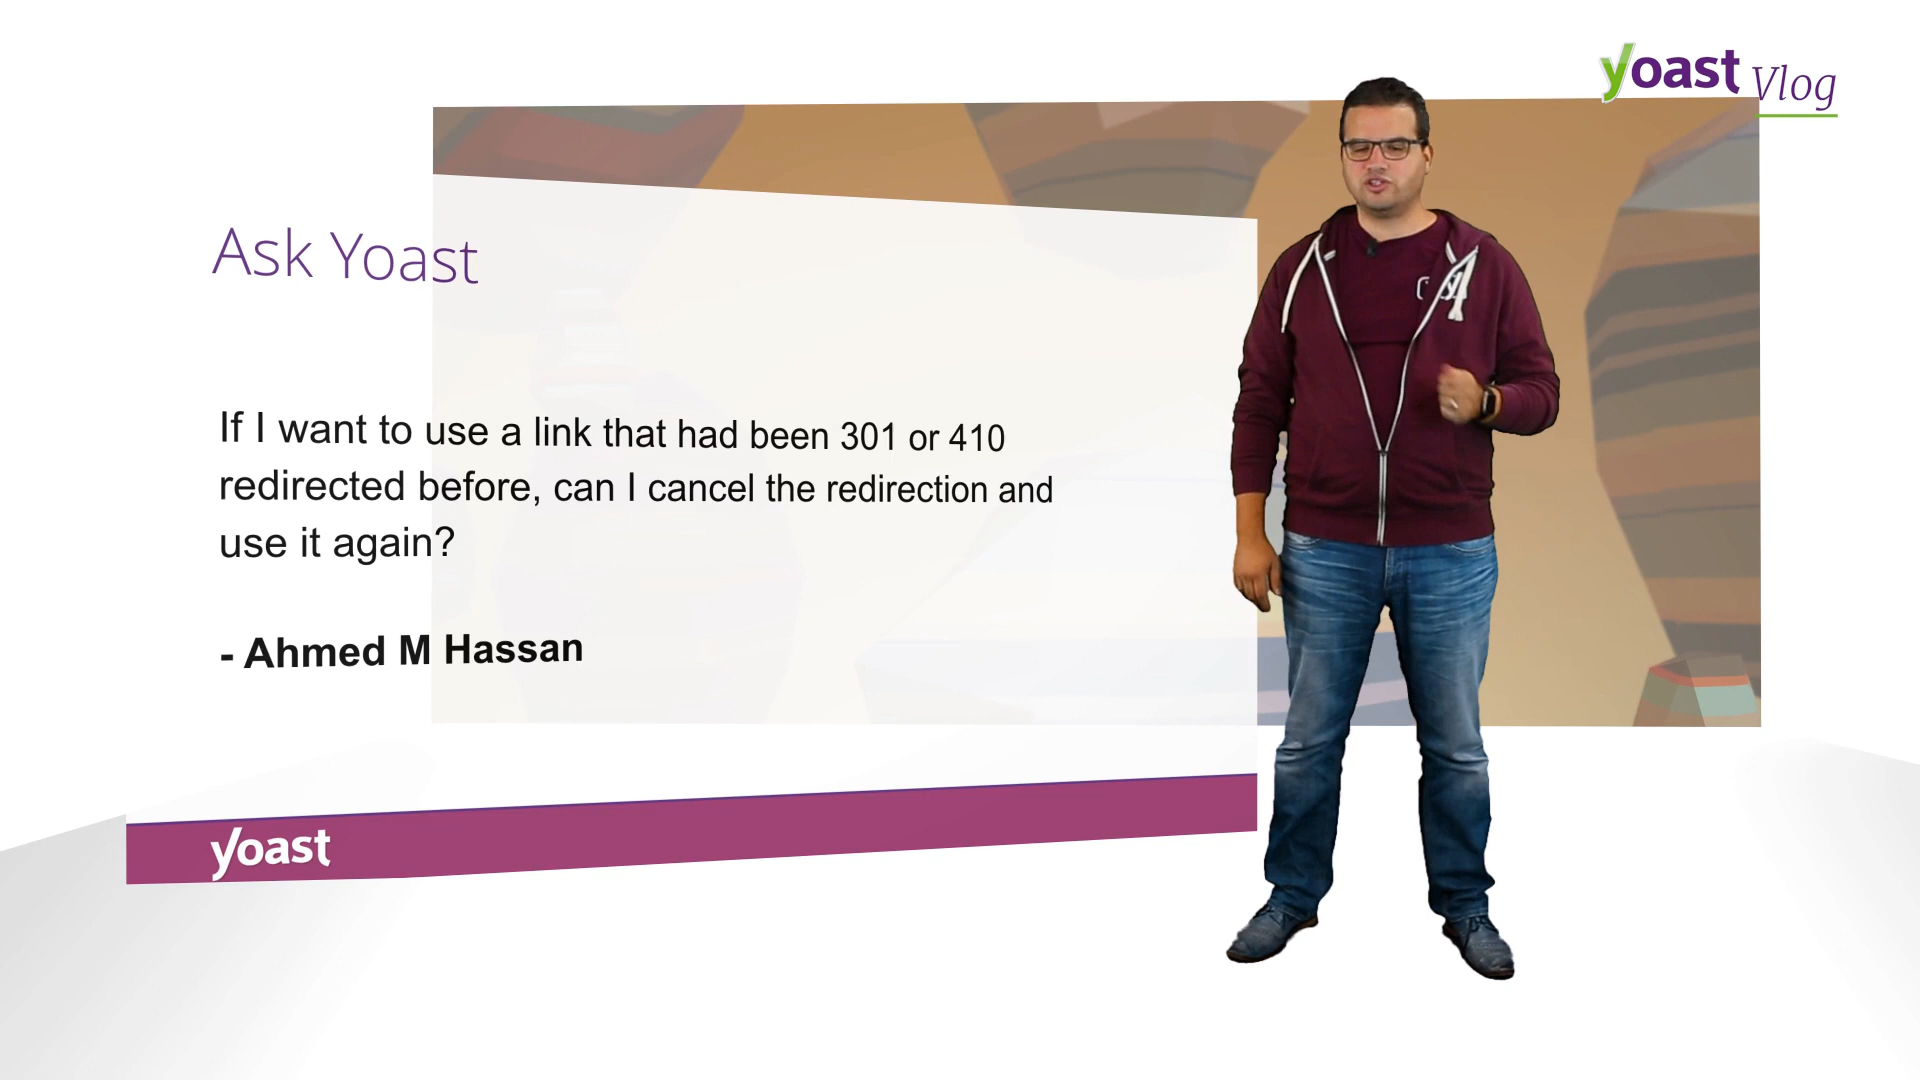 yoast Vlog
Ask Yoast
If I want to use a link that had been 301 or 410
redirected before, can I cancel the redirection and
use it again?
- Ahmed M Hassan
yoast